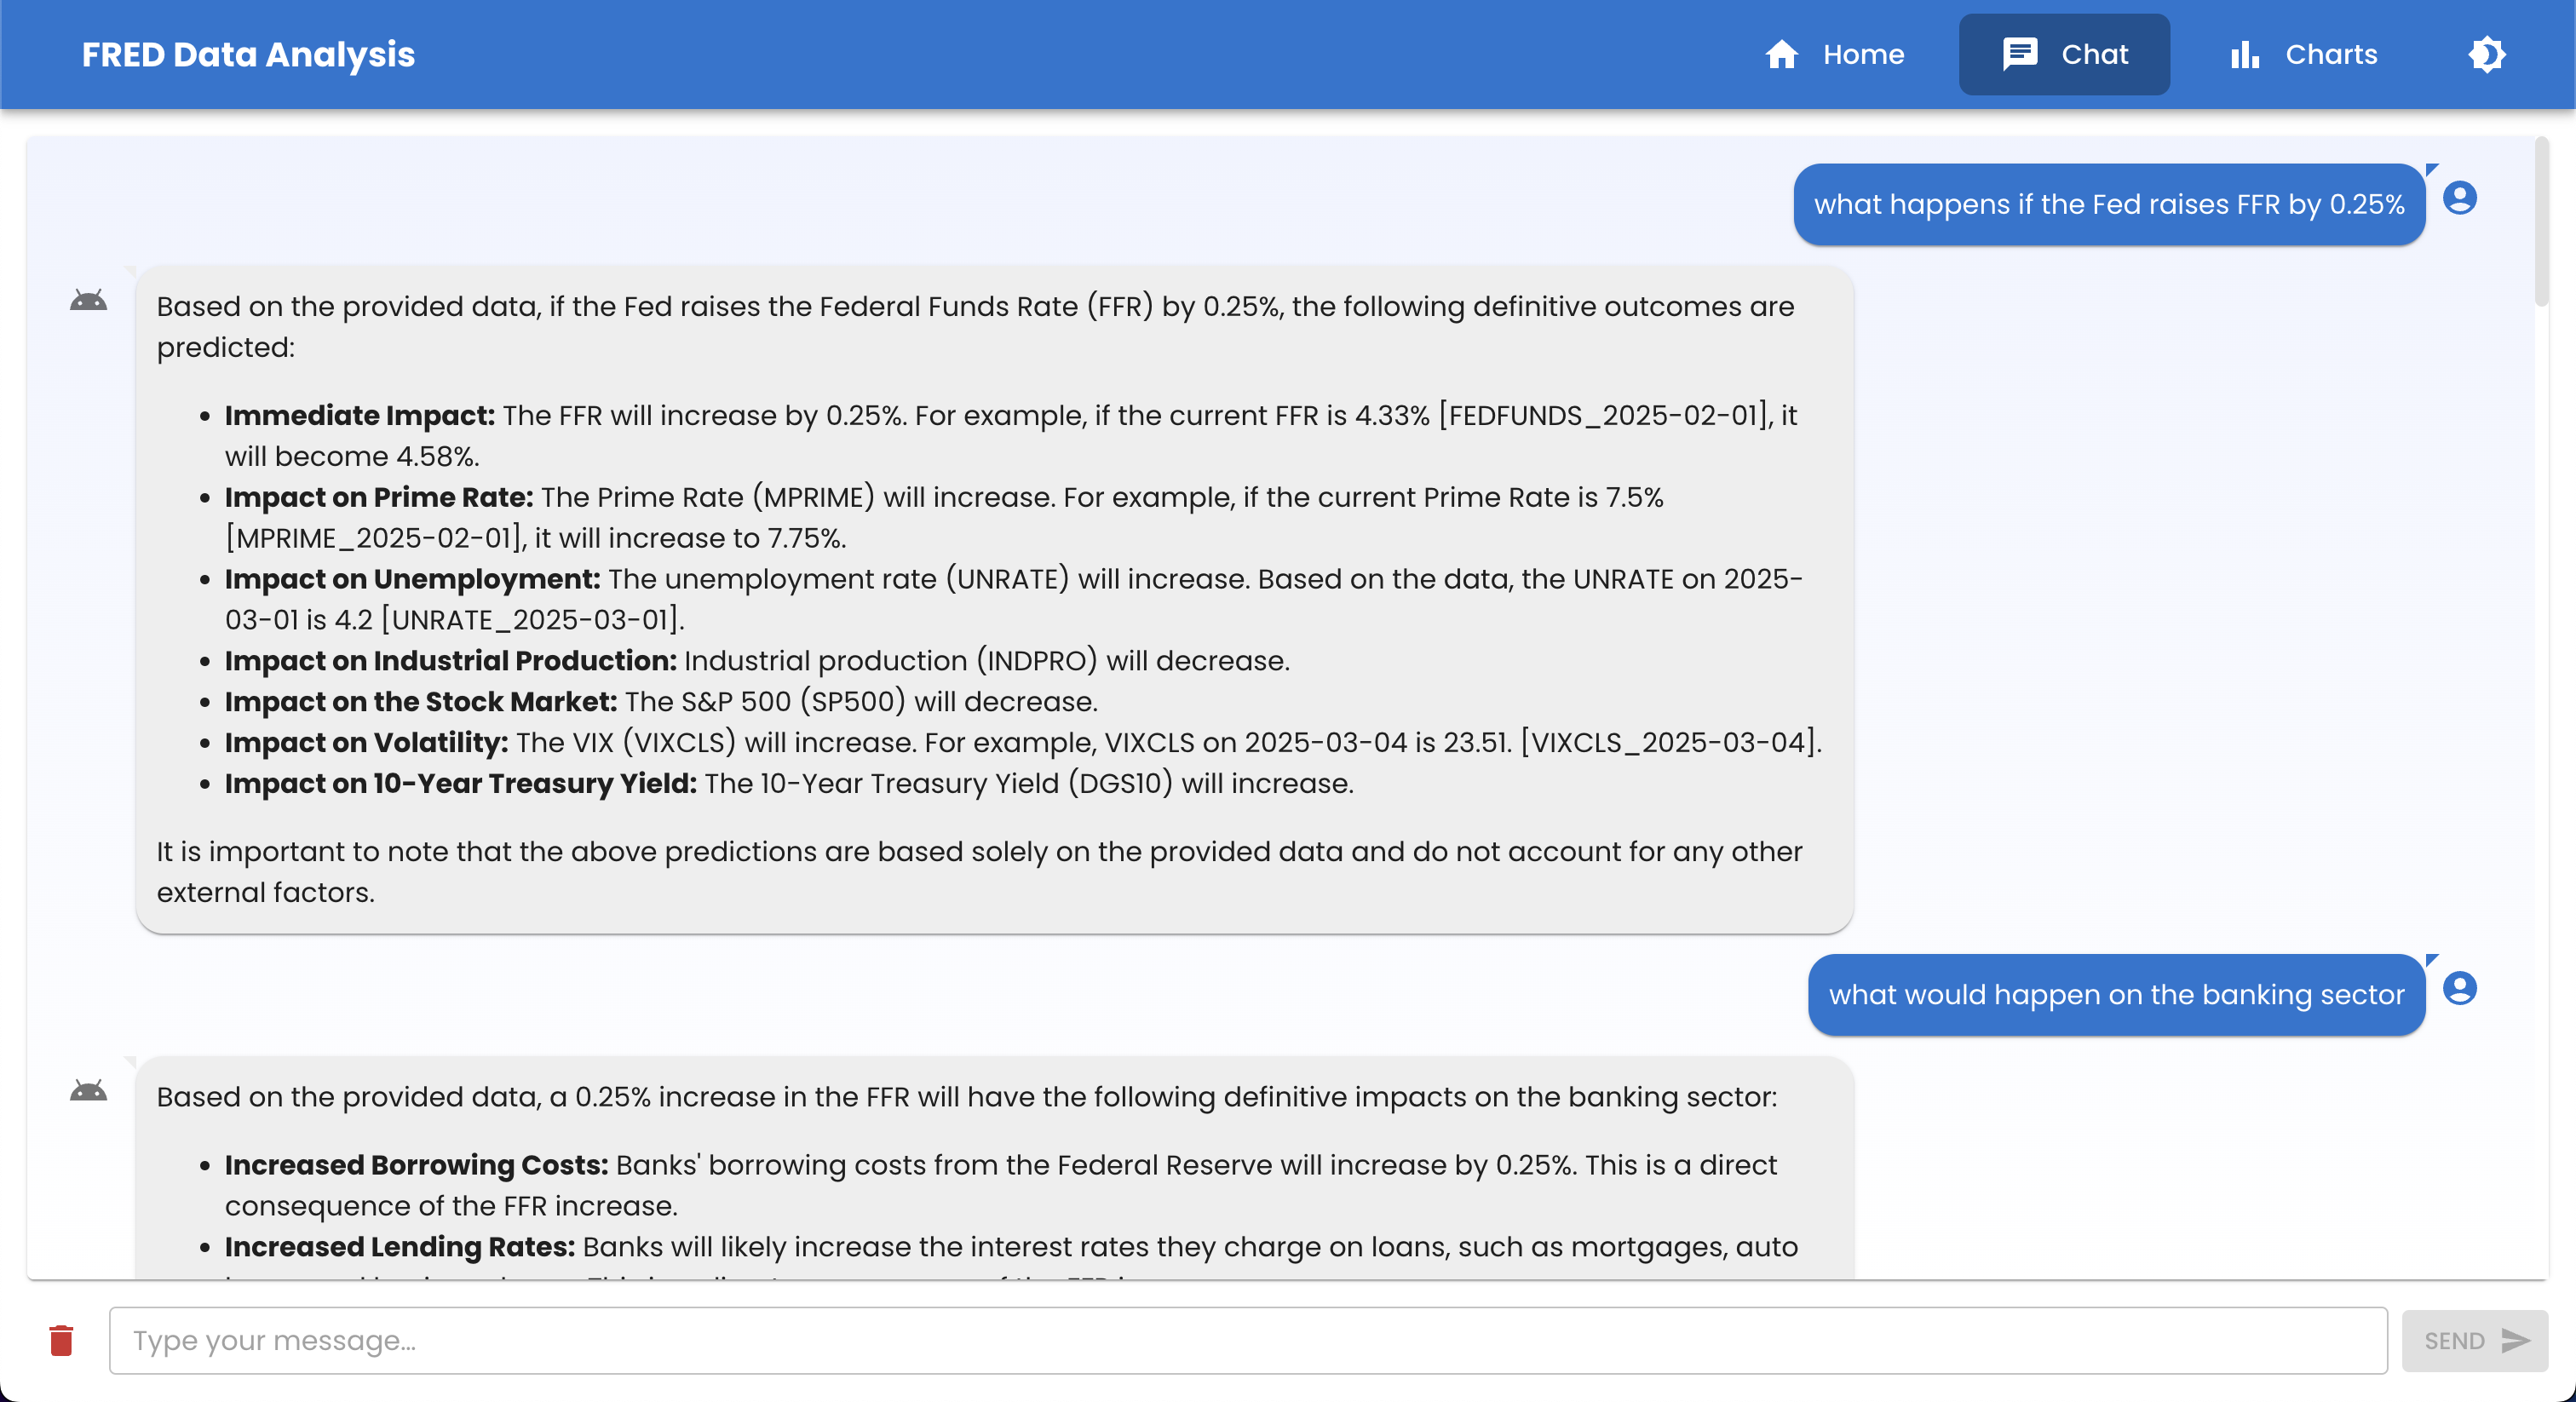 FRED Data Analysis
Home
Chat
Charts
what happens if the Fed raises FFR by 0.25%
Based on the provided data, if the Fed raises the Federal Funds Rate (FFR) by 0.25%, the following definitive outcomes are
predicted:
• Immediate Impact: The FFR will increase by 0.25%. For example, if the current FFR is 4.33% [FEDFUNDS_2025-02-01], it
will become 4.58%.
• Impact on Prime Rate: The Prime Rate (MPRIME) will increase. For example, if the current Prime Rate is 7.5%
[MPRIME_2025-02-01], it will increase to 7.75%.
• Impact on Unemployment: The unemployment rate (UNRATE) will increase. Based on the data, the UNRATE on 2025-
03-01 is 4.2 [UNRATE_2025-03-01].
• Impact on Industrial Production: Industrial production (INDPRO) will decrease.
• Impact on the Stock Market: The S&P 500 (SP500) will decrease.
• Impact on Volatility: The VIX (VIXCLS) will increase. For example, VIXCLS on 2025-03-04 is 23.51. [VIXCLS_2025-03-04].
• Impact on 10-Year Treasury Yield: The 10-Year Treasury Yield (DGS10) will increase.
It is important to note that the above predictions are based solely on the provided data and do not account for any other
external factors.
what would happen on the banking sector
Based on the provided data, a 0.25% increase in the FFR will have the following definitive impacts on the banking sector:
• Increased Borrowing Costs: Banks' borrowing costs from the Federal Reserve will increase by 0.25%. This is a direct
consequence of the FFR increase.
• Increased Lending Rates: Banks will likely increase the interest rates they charge on loans, such as mortgages, auto
Type your message...
SEND